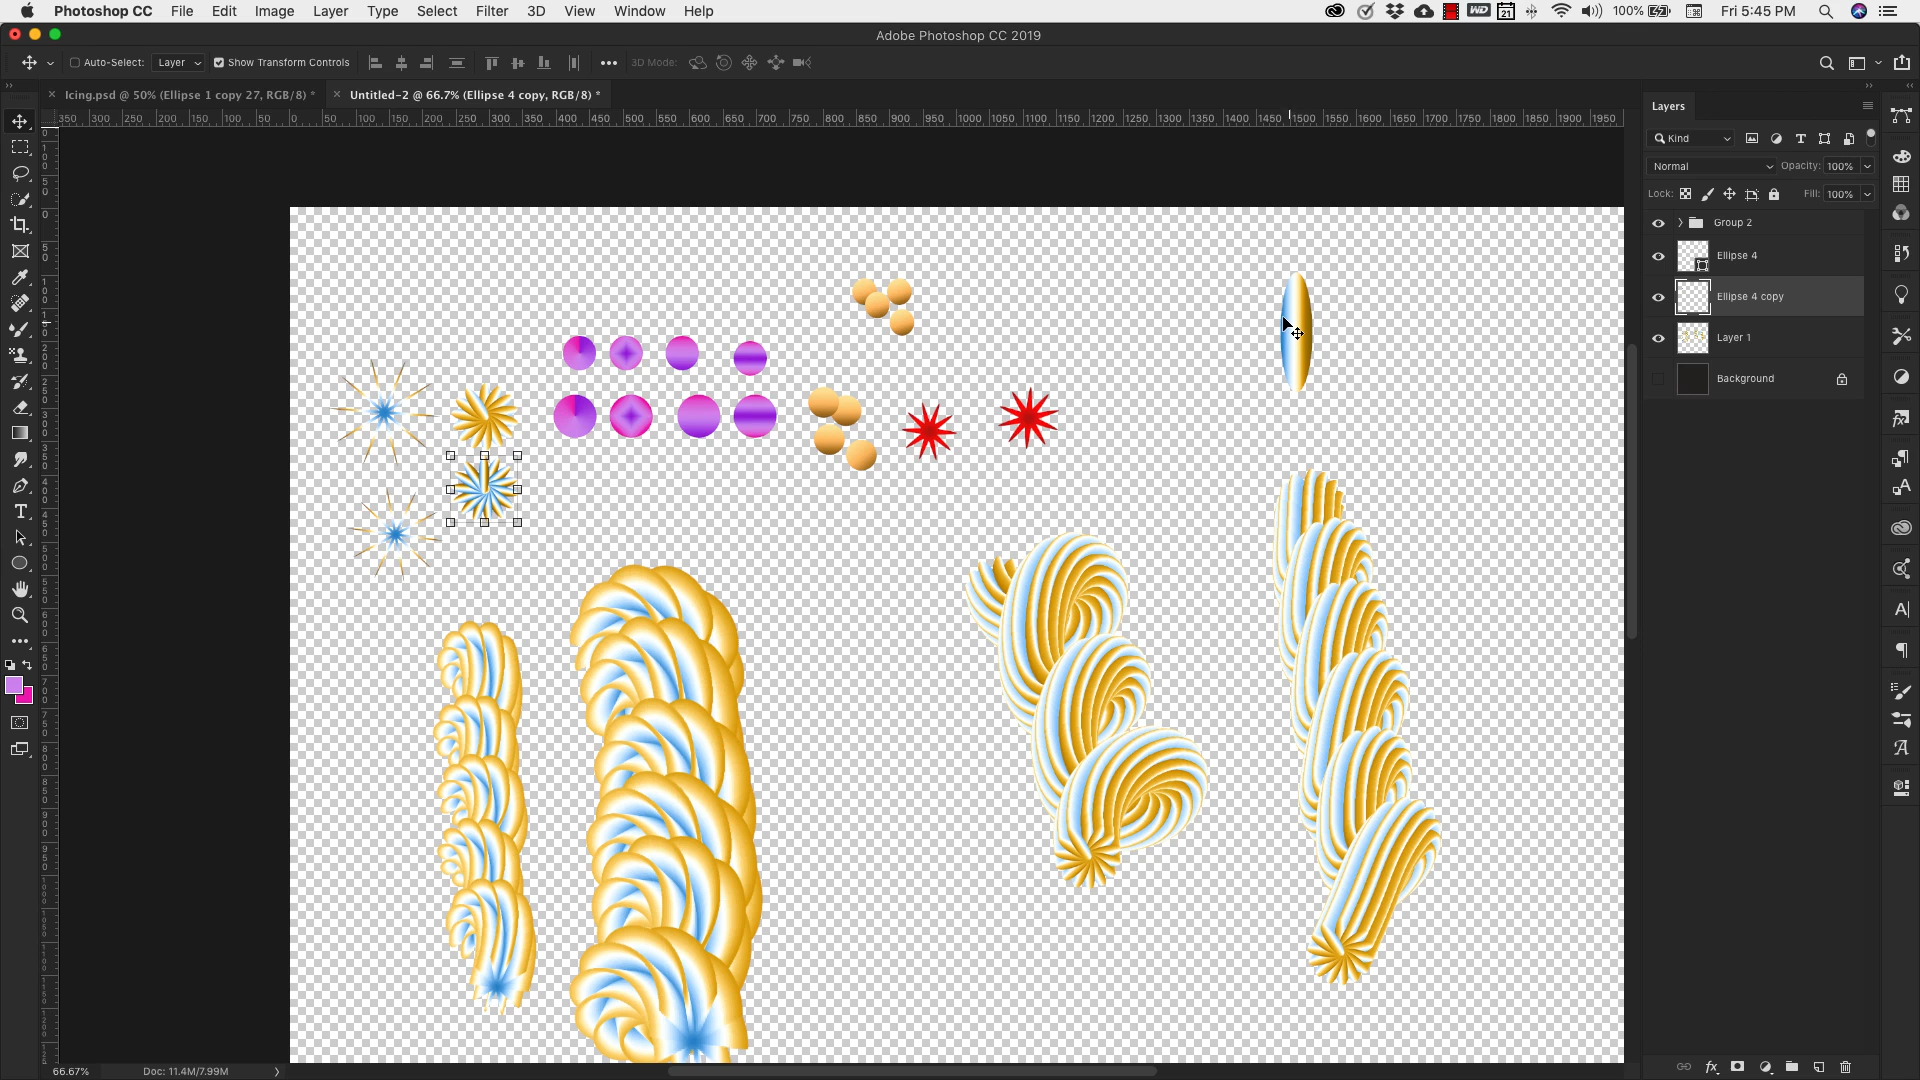 Photoshop CC File Edit Image Layer Type Select Filter 3D View Window Help 100% Fri 5:45 PM
Adobe Photoshop CC 2019
Auto-Select: Layer Show Transform Controls 3D Mode:
Icing.psd @ 50% (Ellipse 1 copy 27, RGB/8) *
Untitled-2 @ 66.7% (Ellipse 4 copy, RGB/8) *
350 300 250 200 150 100 50 0 50 100 150 200 250 300 350 400 450 500 550 600 650 700 750 800 850 900 950 1000 1050 1100 1150 1200 1250 1300 1350 1400 1450 1500 1550 1600 1650 1700 1750 1800 1850 1900 1950
Layers
Kind
Normal Opacity: 100%
Lock: Fill: 100%
Group 2
Ellipse 4
Ellipse 4 copy
Layer 1
Background
66.67% Doc: 11.4M/7.99M